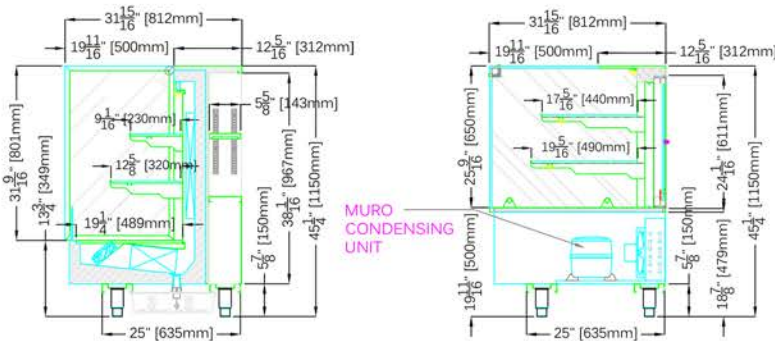 31 15/16" [812mm]
19 11/16" [500mm]
12 5/16" [312mm]
5 5/8" [143mm]
9 1/16" [230mm]
12 5/8" [320mm]
19 1/4" [489mm]
31 9/16" [801mm]
13 3/4" [349mm]
38 1/16" [967mm]
5 7/8" [150mm]
45 1/4" [1150mm]
25" [635mm]
31 15/16" [812mm]
19 11/16" [500mm]
12 5/16" [312mm]
17 5/16" [440mm]
19 5/16" [490mm]
25 9/16" [650mm]
24 1/16" [611mm]
45 1/4" [1150mm]
MURO
CONDENSING
UNIT
19 11/16" [500mm]
5 7/8" [150mm]
18 7/8" [479mm]
25" [635mm]